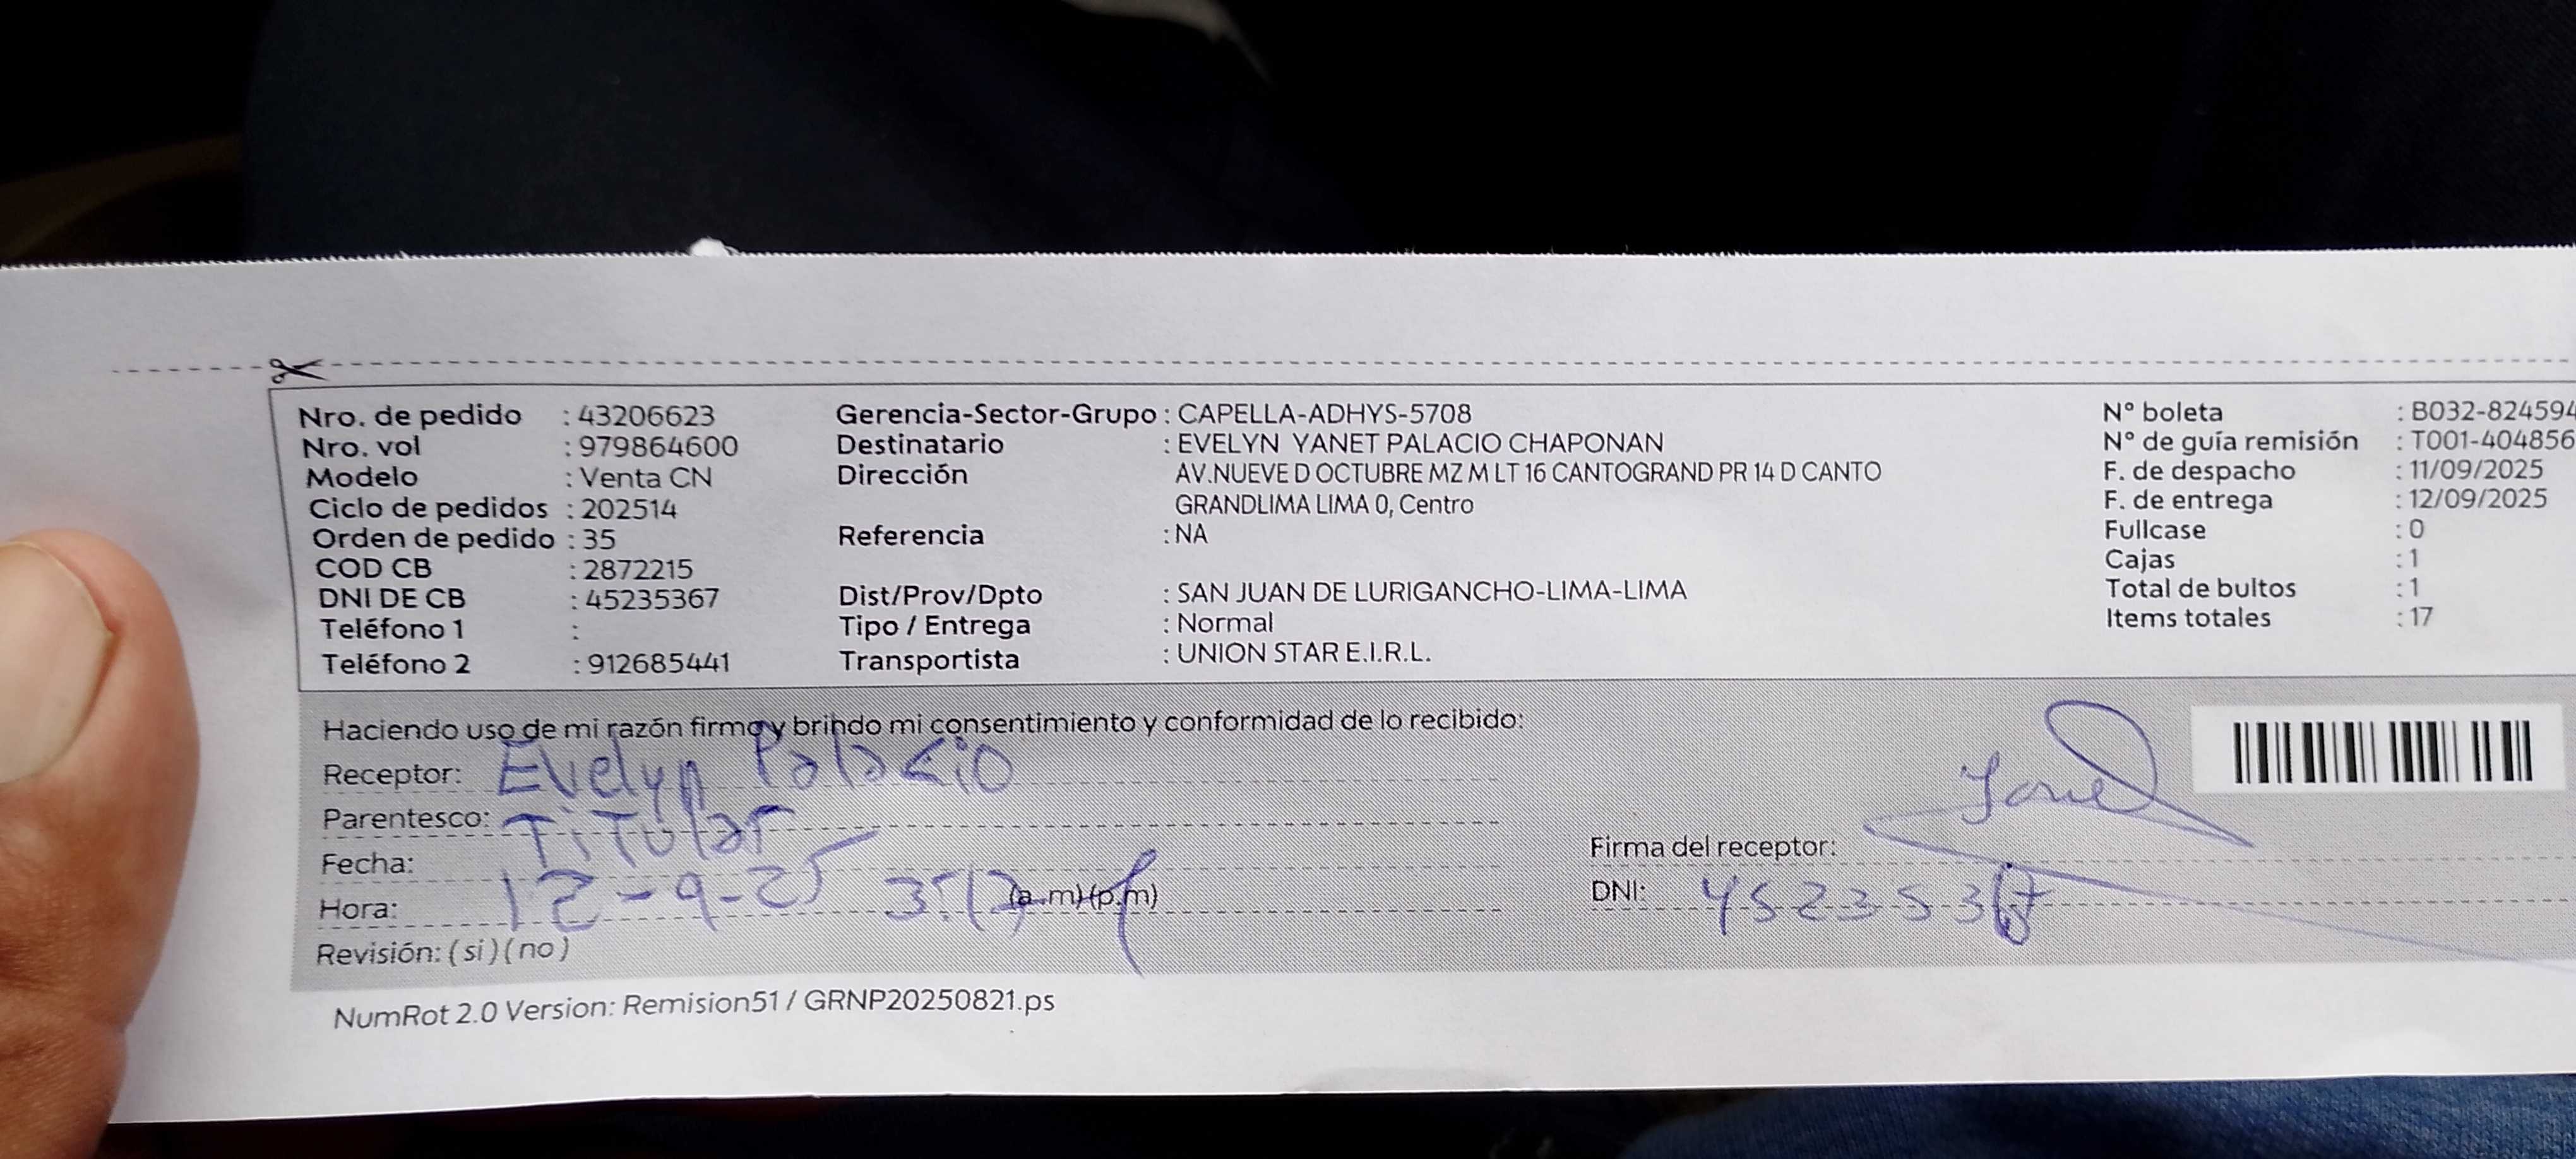 Nro. de pedido : 43206623
Nro. vol : 979864600
Modelo : Venta CN
Ciclo de pedidos : 202514
Orden de pedido : 35
COD CB : 2872215
DNI DE CB : 45235367
Teléfono 1 :
Teléfono 2 : 912685441
Gerencia-Sector-Grupo : CAPELLA-ADHYS-5708
Destinatario : EVELYN YANET PALACIO CHAPONAN
Dirección AV.NUEVE D OCTUBRE MZ M LT 16 CANTOGRAND PR 14 D CANTO
GRANDLIMA LIMA 0, Centro
Referencia : NA
Dist/Prov/Dpto : SAN JUAN DE LURIGANCHO-LIMA-LIMA
Tipo / Entrega : Normal
Transportista : UNION STAR E.I.R.L.
N° boleta : B032-824594
N° de guía remisión : T001-404856
F. de despacho : 11/09/2025
F. de entrega : 12/09/2025
Fullcase : 0
Cajas : 1
Total de bultos : 1
Items totales : 17
Haciendo uso de mi razón firmo y brindo mi consentimiento y conformidad de lo recibido:
Receptor: Evelyn Palacio
Parentesco: Titular
Fecha: 12-9-25
Hora: (a.m)(p.m)
Revisión: (si)(no)
Firma del receptor:
DNI: 45235367
NumRot 2.0 Version: Remision51 / GRNP20250821.ps